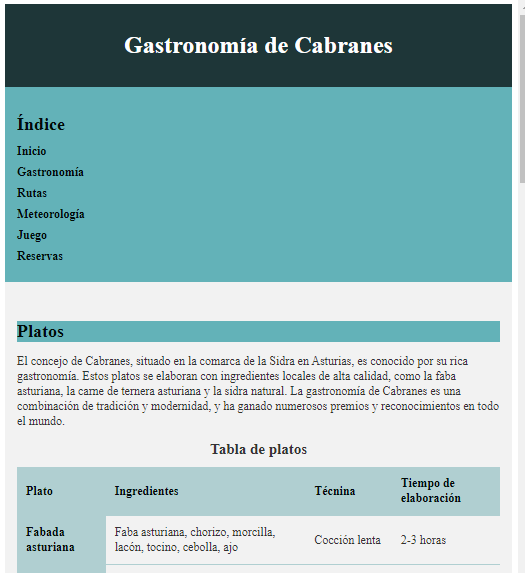 Gastronomía de Cabranes
Índice
Inicio
Gastronomía
Rutas
Meteorología
Juego
Reservas
Platos
El concejo de Cabranes, situado en la comarca de la Sidra en Asturias, es conocido por su rica
gastronomía. Estos platos se elaboran con ingredientes locales de alta calidad, como la faba
asturiana, la carne de ternera asturiana y la sidra natural. La gastronomía de Cabranes es una
combinación de tradición y modernidad, y ha ganado numerosos premios y reconocimientos en todo
el mundo.
Tabla de platos
Plato Ingredientes Técnina Tiempo de
elaboración
Fabada
asturiana
Faba asturiana, chorizo, morcilla,
lacón, tocino, cebolla, ajo
Cocción lenta
2-3 horas